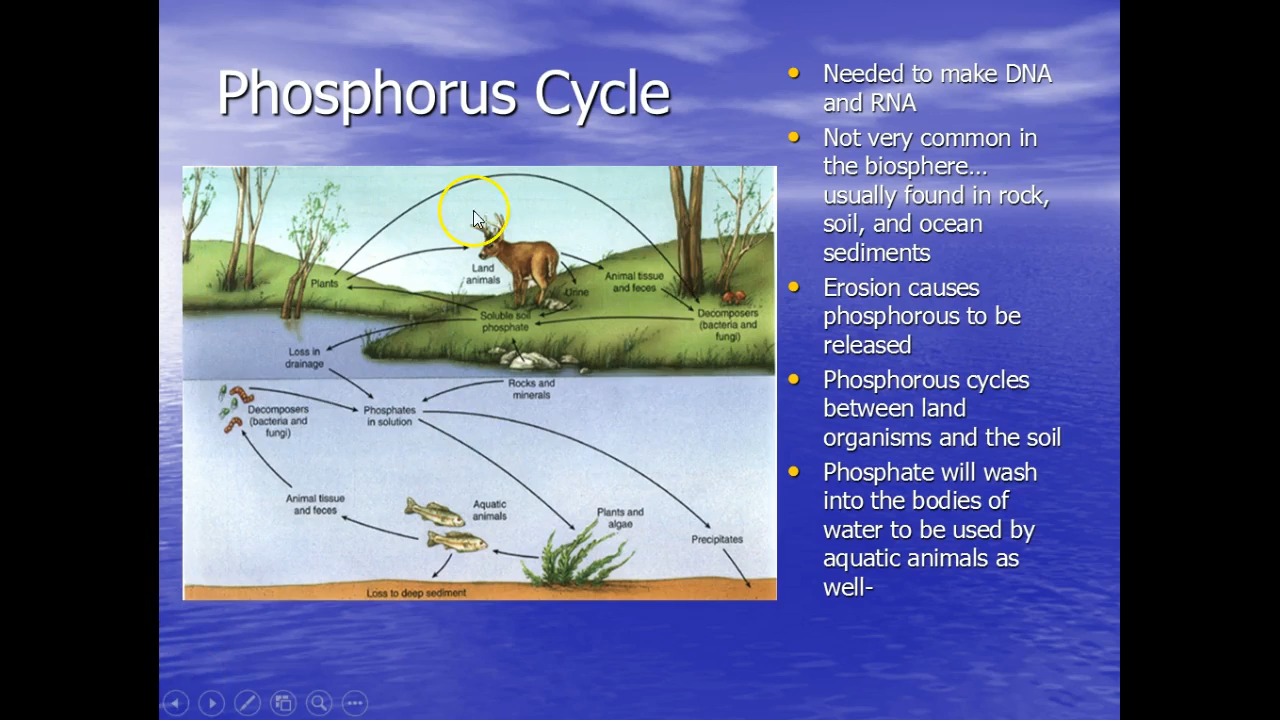 Phosphorus Cycle
Needed to make DNA
and RNA
Not very common in
the biosphere...
usually found in rock,
soil, and ocean
sediments
Erosion causes
phosphorous to be
released
Phosphorous cycles
between land
organisms and the soil
Phosphate will wash
into the bodies of
water to be used by
aquatic animals as
well-
Plants
Land
animals
Urine
Animal tissue
and feces
Soluble soil
phosphate
Decomposers
(bacteria and
fungi)
Loss in
drainage
Rocks and
minerals
Decomposers
(bacteria and
fungi)
Phosphates
in solution
Animal tissue
and feces
Aquatic
animals
Plants and
algae
Precipitates
Loss to deep sediment